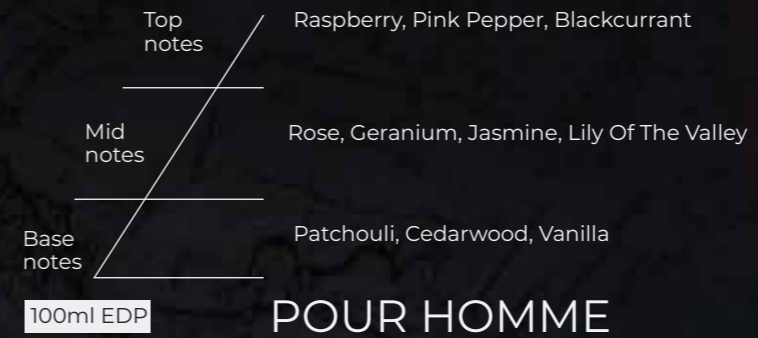 Top
notes
Raspberry, Pink Pepper, Blackcurrant
Mid
notes
Rose, Geranium, Jasmine, Lily Of The Valley
Base
notes
Patchouli, Cedarwood, Vanilla
100ml EDP
POUR HOMME